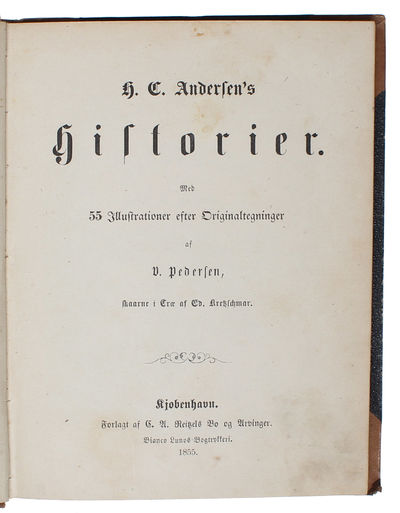 H. C. Andersen's
Historier.
Med
55 Illustrationer efter Originaltegninger
af
V. Pedersen,
skaarne i Træ af Ed. Kretzschmar.
Kjøbenhavn.
Forlagt af C. A. Reitzels Bo og Arvinger.
Bianco Lunos Bogtrykkeri.
1855.